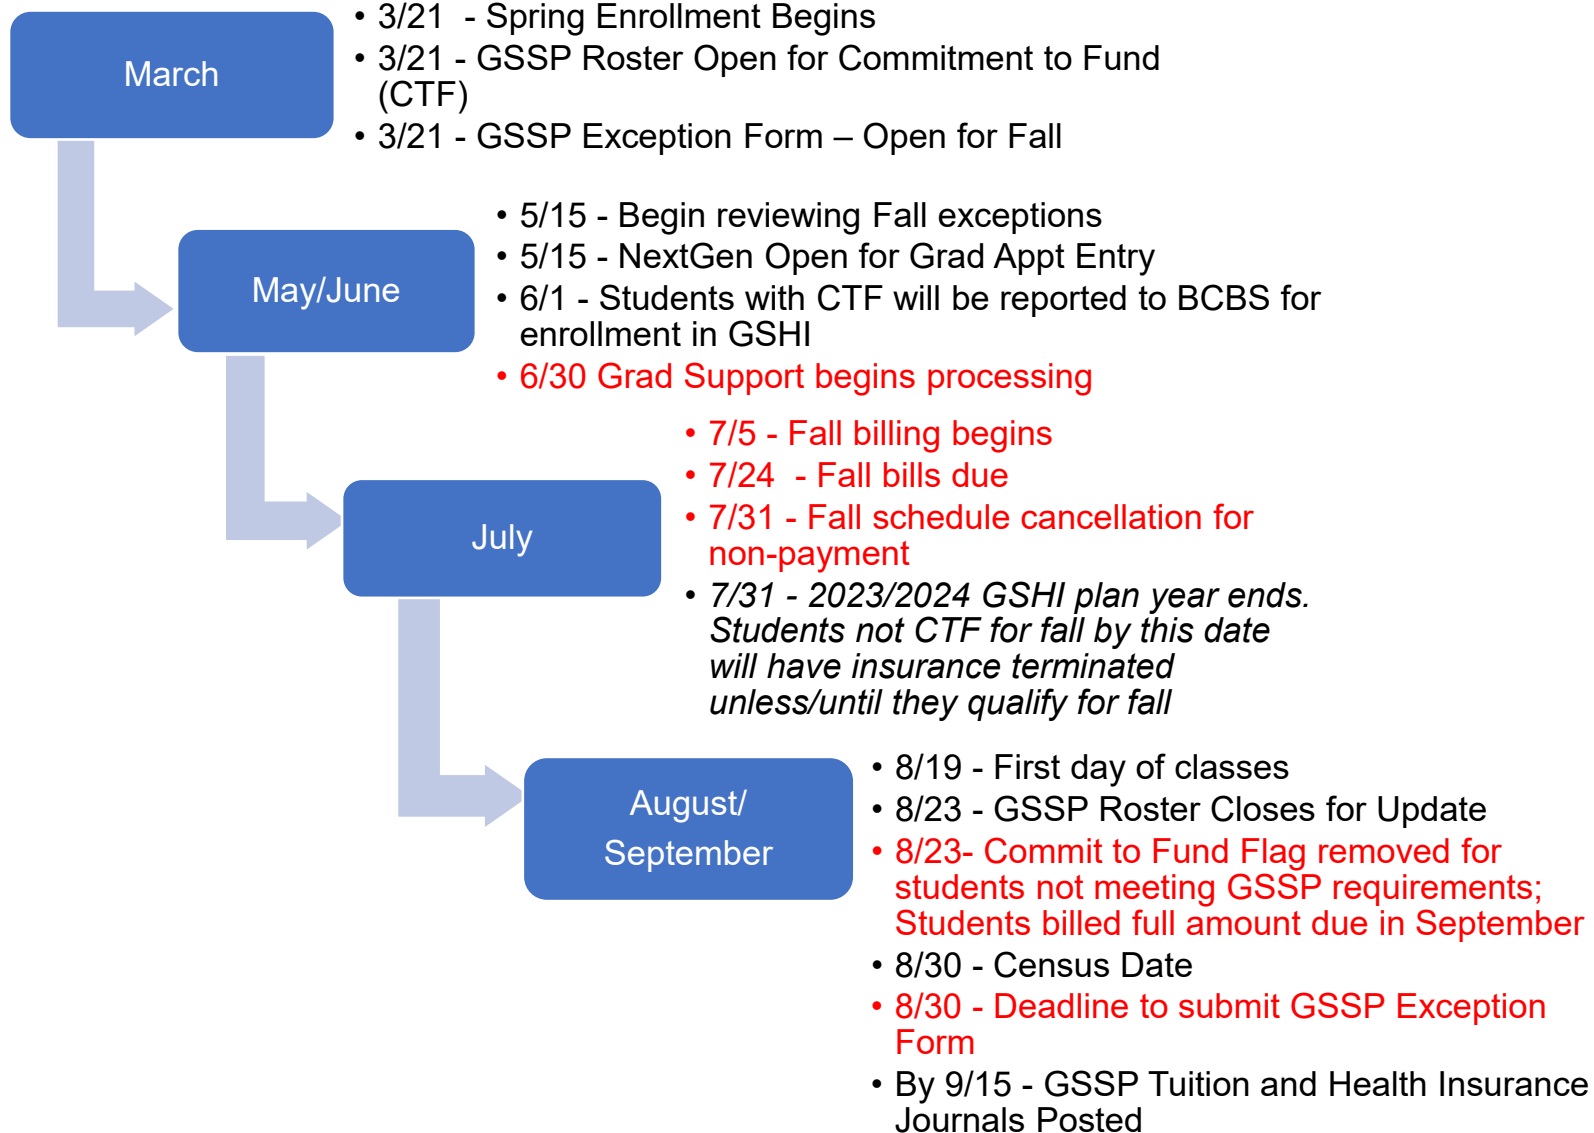 March
• 3/21  - Spring Enrollment Begins
• 3/21 - GSSP Roster Open for Commitment to Fund
(CTF)
• 3/21 - GSSP Exception Form – Open for Fall
May/June
• 5/15 - Begin reviewing Fall exceptions
• 5/15 - NextGen Open for Grad Appt Entry
• 6/1 - Students with CTF will be reported to BCBS for
enrollment in GSHI
• 6/30 Grad Support begins processing
July
• 7/5 - Fall billing begins
• 7/24  - Fall bills due
• 7/31 - Fall schedule cancellation for
non-payment
• 7/31 - 2023/2024 GSHI plan year ends.
Students not CTF for fall by this date
will have insurance terminated
unless/until they qualify for fall
August/
September
• 8/19 - First day of classes
• 8/23 - GSSP Roster Closes for Update
• 8/23- Commit to Fund Flag removed for
students not meeting GSSP requirements;
Students billed full amount due in September
• 8/30 - Census Date
• 8/30 - Deadline to submit GSSP Exception
Form
• By 9/15 - GSSP Tuition and Health Insurance
Journals Posted